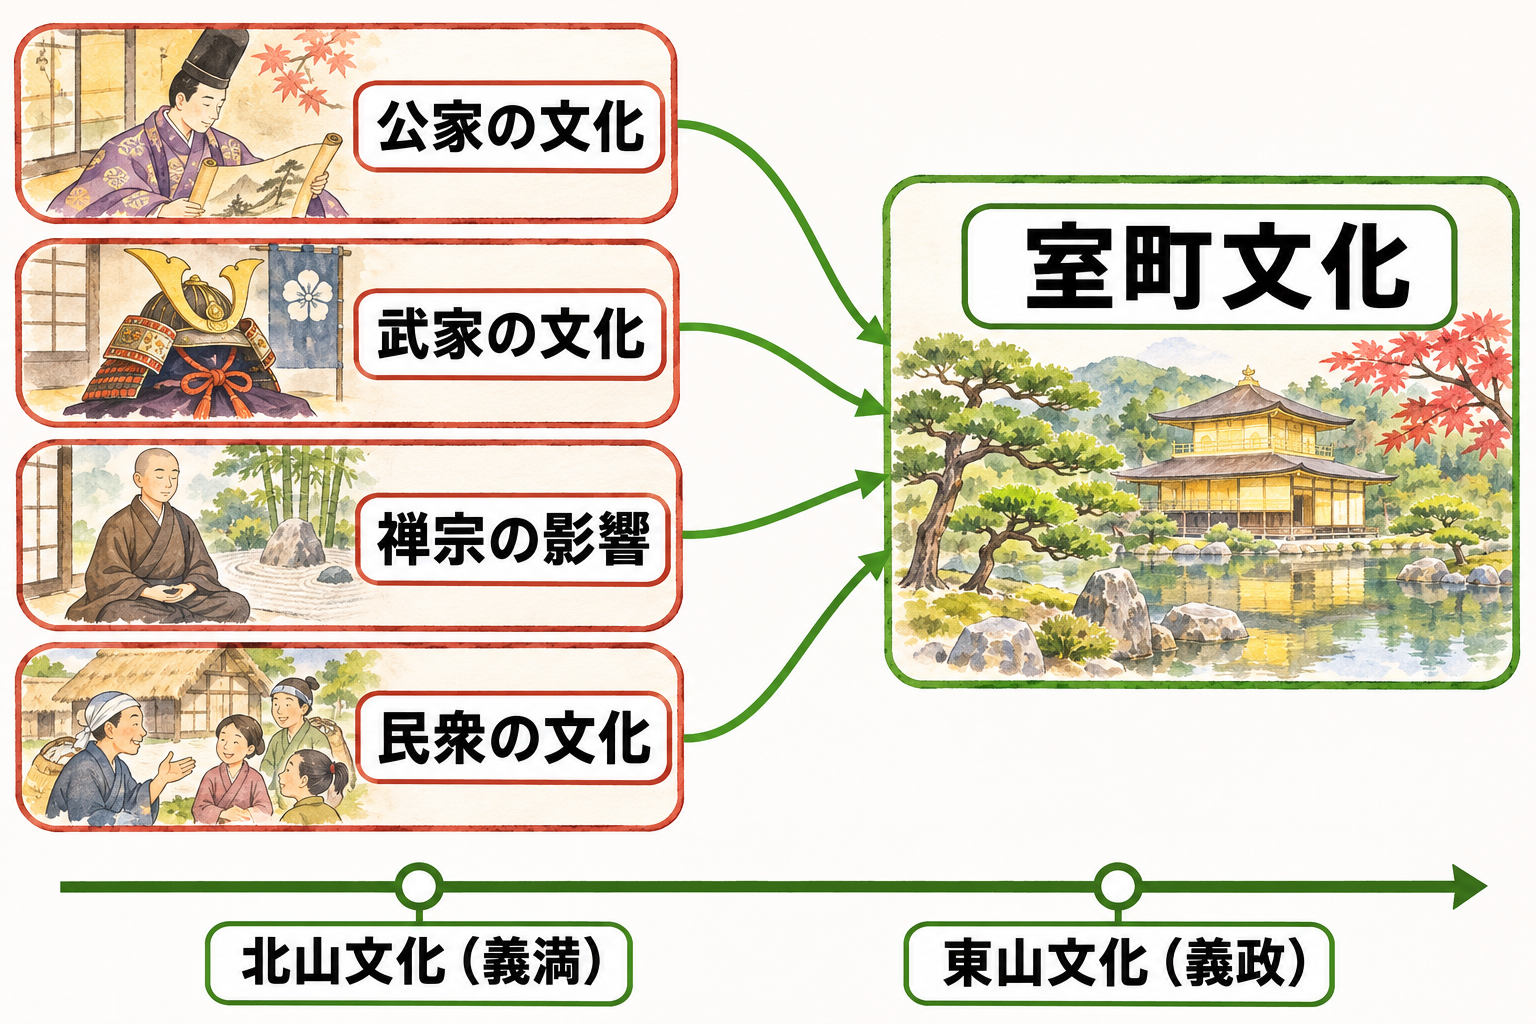 公家の文化
武家の文化
禅宗の影響
民衆の文化
室町文化
北山文化（義満）
東山文化（義政）